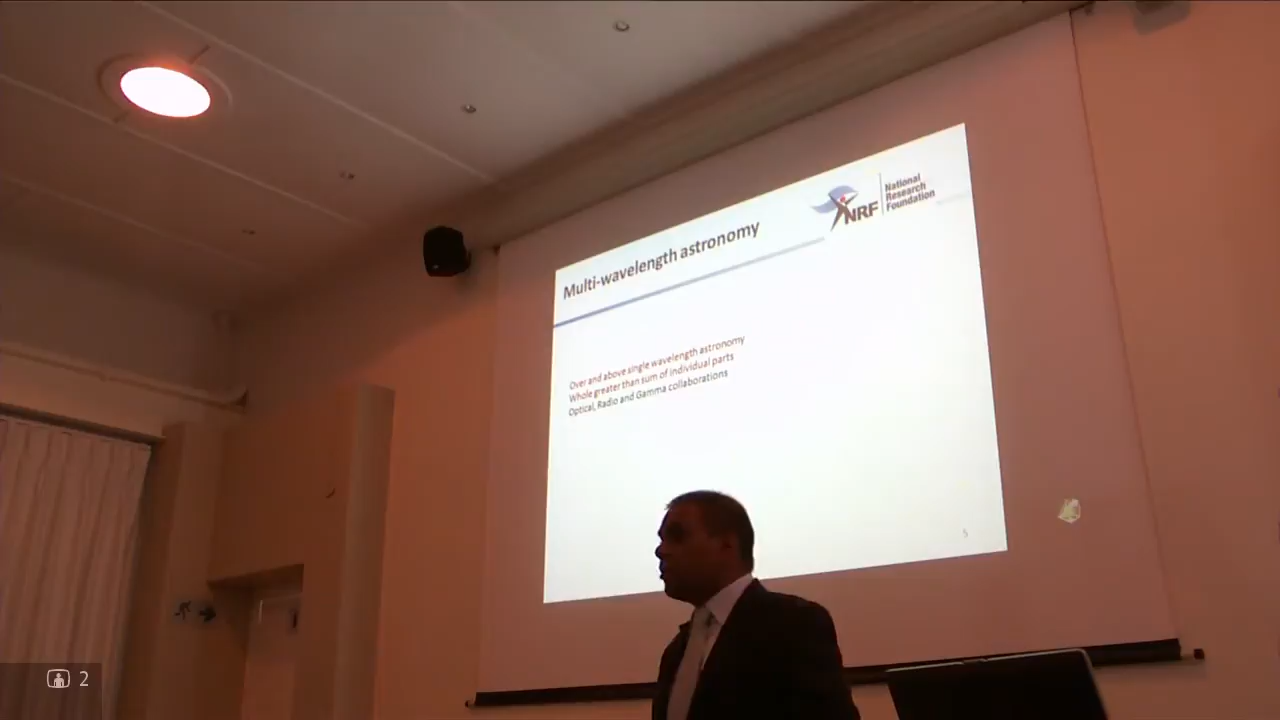 NRF
National
Research
Foundation
Multi-wavelength astronomy
Over and above single wavelength astronomy
Whole greater than sum of individual parts
Optical, Radio and Gamma collaborations
5
2